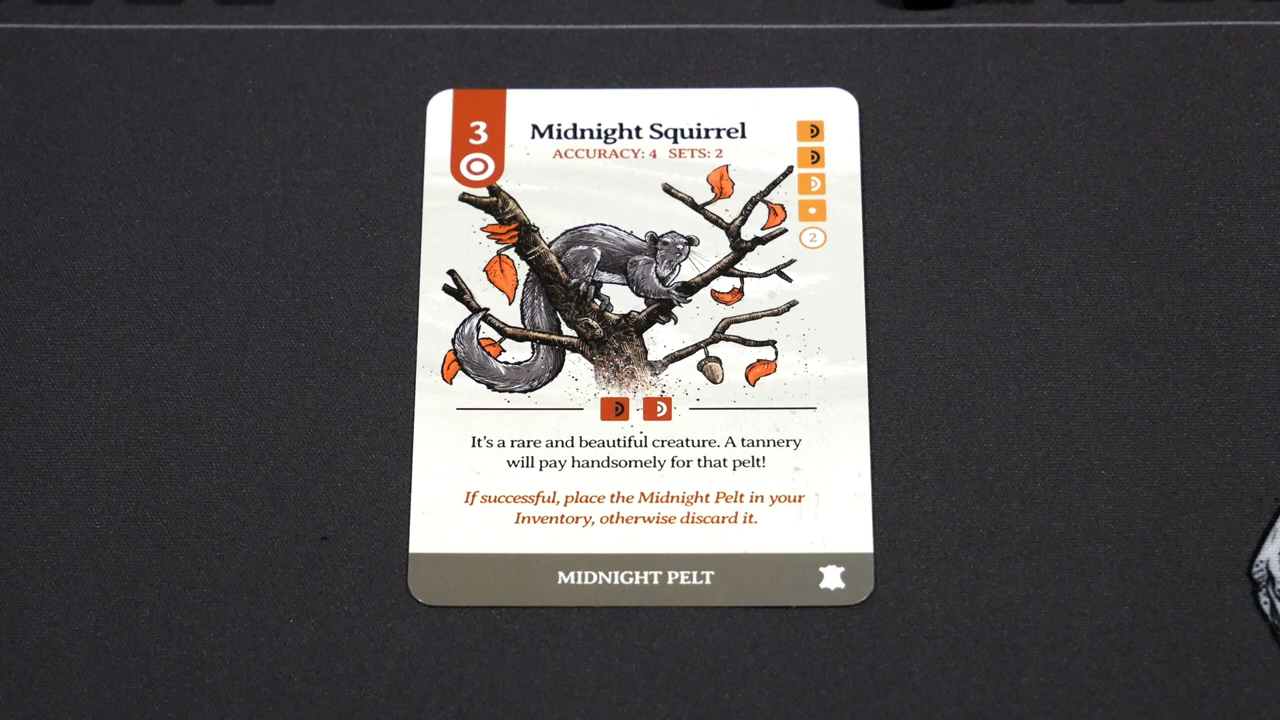 3
Midnight Squirrel
ACCURACY: 4 SETS: 2
2
It's a rare and beautiful creature. A tannery
will pay handsomely for that pelt!
If successful, place the Midnight Pelt in your
Inventory, otherwise discard it.
MIDNIGHT PELT